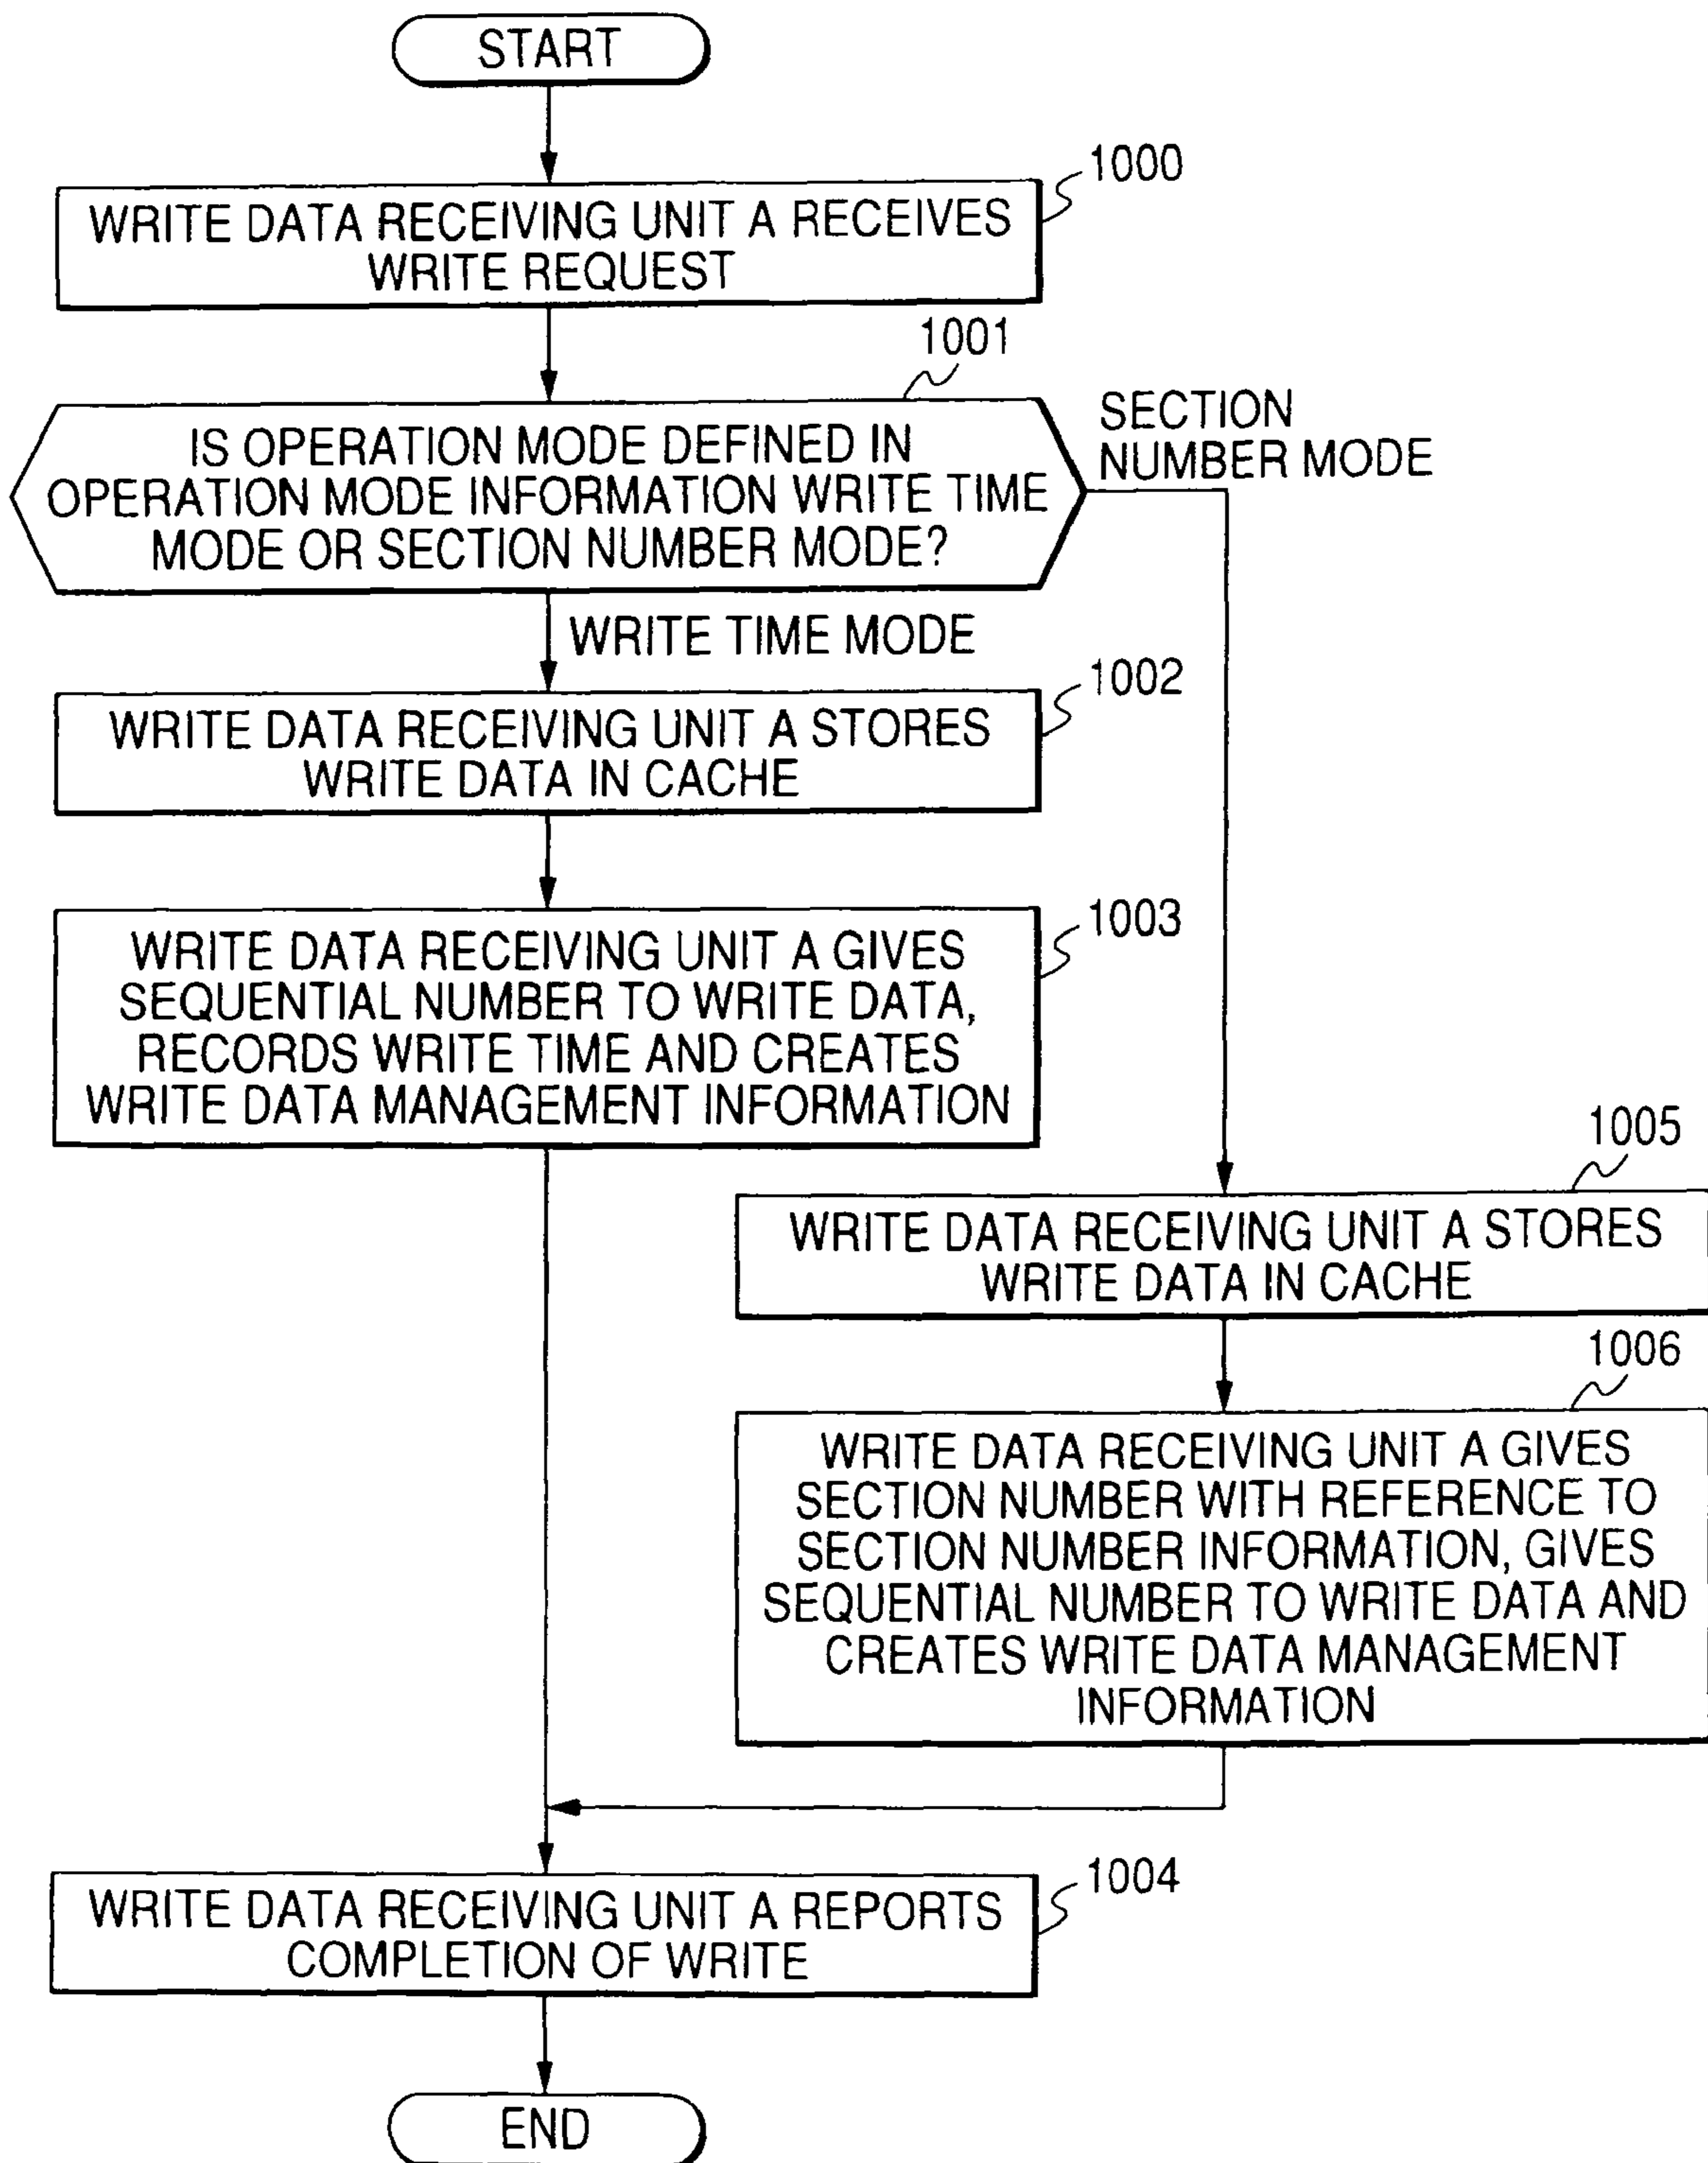 START
1000
WRITE DATA RECEIVING UNIT A RECEIVES
WRITE REQUEST
1001
IS OPERATION MODE DEFINED IN
OPERATION MODE INFORMATION WRITE TIME
MODE OR SECTION NUMBER MODE?
SECTION
NUMBER MODE
WRITE TIME MODE
1002
WRITE DATA RECEIVING UNIT A STORES
WRITE DATA IN CACHE
1003
WRITE DATA RECEIVING UNIT A GIVES
SEQUENTIAL NUMBER TO WRITE DATA,
RECORDS WRITE TIME AND CREATES
WRITE DATA MANAGEMENT INFORMATION
1005
WRITE DATA RECEIVING UNIT A STORES
WRITE DATA IN CACHE
1006
WRITE DATA RECEIVING UNIT A GIVES
SECTION NUMBER WITH REFERENCE TO
SECTION NUMBER INFORMATION, GIVES
SEQUENTIAL NUMBER TO WRITE DATA AND
CREATES WRITE DATA MANAGEMENT
INFORMATION
1004
WRITE DATA RECEIVING UNIT A REPORTS
COMPLETION OF WRITE
END